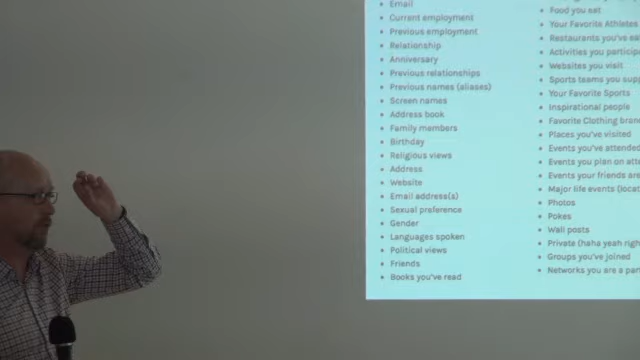 • Email
• Current employment
• Previous employment
• Relationship
• Anniversary
• Previous relationships
• Previous names (aliases)
• Screen names
• Address book
• Family members
• Birthday
• Religious views
• Address
• Website
• Email address(s)
• Sexual preference
• Gender
• Languages spoken
• Political views
• Friends
• Books you've read
• Food you eat
• Your Favorite Athletes
• Restaurants you've
• Activities you
• Websites you visit
• Sports teams you
• Your Favorite Sports
• Inspirational people
• Favorite Clothing
• Places you've visited
• Events you've attended
• Events you plan on
• Events your friends are
• Major life events
• Photos
• Pokes
• Wall posts
• Private (haha yeah
• Groups you've joined
• Networks you are a